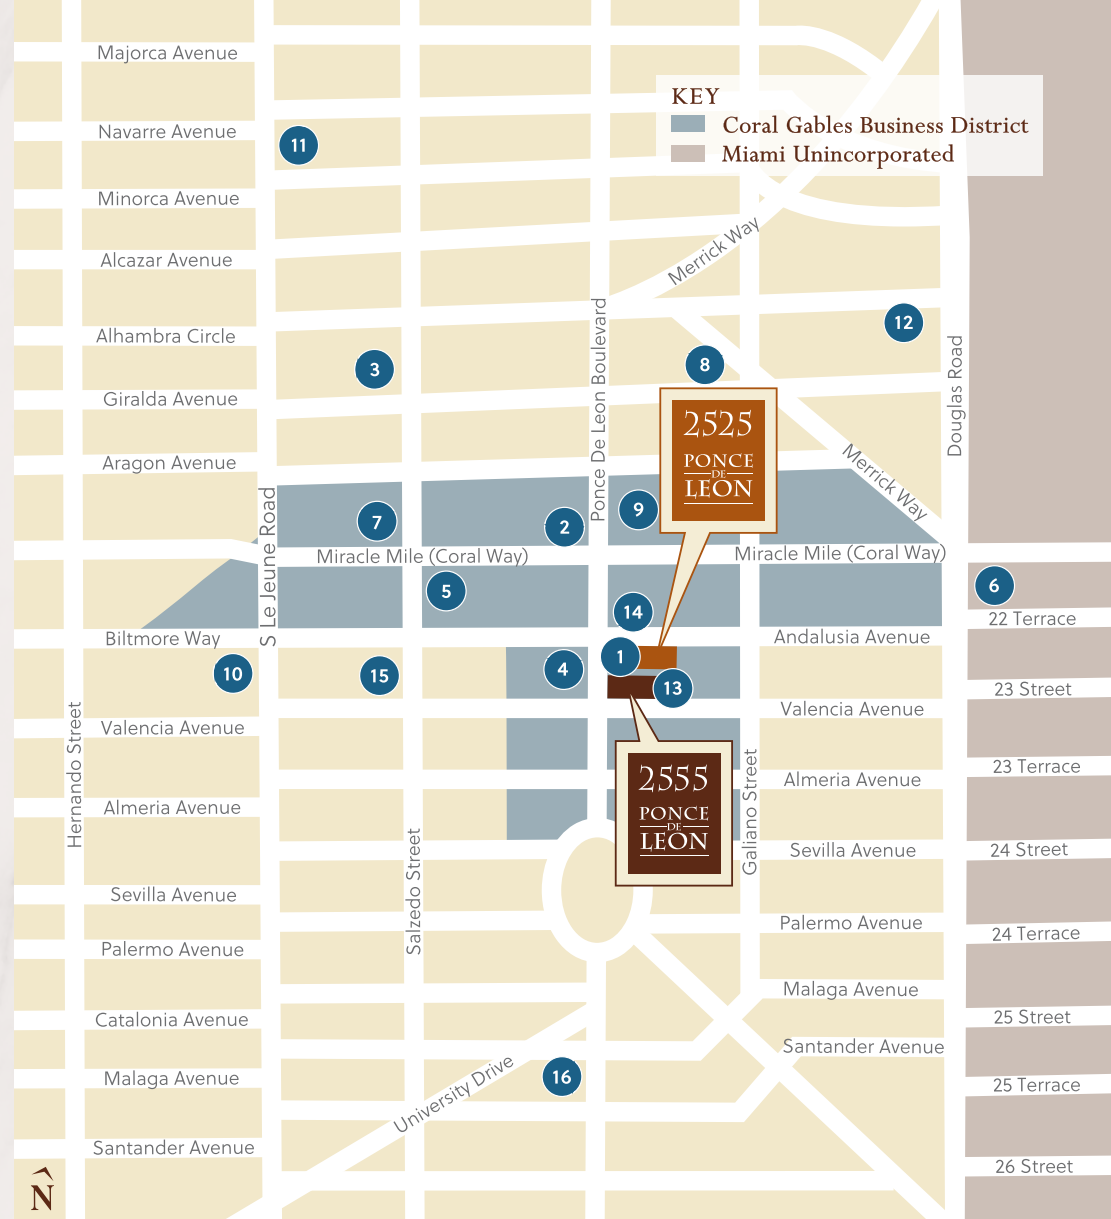 Majorca Avenue
KEY
Coral Gables Business District
Miami Unincorporated
Navarre Avenue
11
Minorca Avenue
Merrick Way
Alcazar Avenue
12
Alhambra Circle
Ponce De Leon Boulevard
Douglas Road
3
8
Giralda Avenue
2525
PONCE
DE
LEON
Aragon Avenue
Merrick Way
S Le Jeune Road
7
2
9
Miracle Mile (Coral Way)
Miracle Mile (Coral Way)
5
14
6
22 Terrace
Biltmore Way
Andalusia Avenue
10
15
4
1
13
23 Street
Hernando Street
Valencia Avenue
Valencia Avenue
2555
PONCE
DE
LEON
Galiano Street
23 Terrace
Almeria Avenue
Almeria Avenue
Salzedo Street
Sevilla Avenue
24 Street
Sevilla Avenue
Palermo Avenue
24 Terrace
Palermo Avenue
Malaga Avenue
Catalonia Avenue
25 Street
Santander Avenue
Malaga Avenue
University Drive
16
25 Terrace
Santander Avenue
26 Street
N